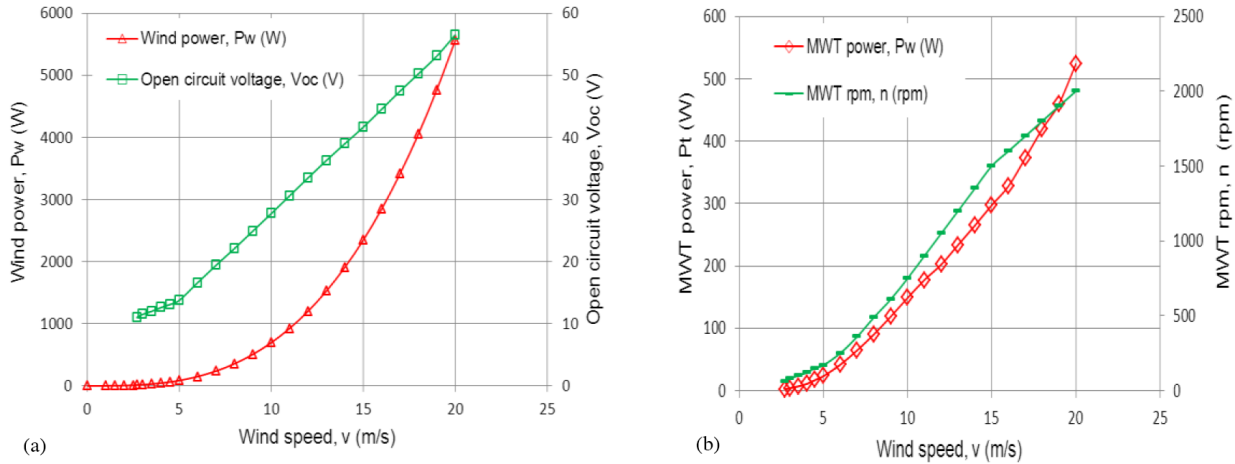 6000
5000
4000
3000
2000
1000
0
Wind power, Pw (W)
Wind power, Pw (W)
Open circuit voltage, Voc (V)
60
50
40
30
20
10
0
Open circuit voltage, Voc (V)
0 5 10 15 20 25
Wind speed, v (m/s)
(a)
600
500
400
300
200
100
0
MWT power, Pt (W)
MWT power, Pw (W)
MWT rpm, n (rpm)
2500
2000
1500
1000
500
0
MWT rpm, n (rpm)
0 5 10 15 20 25
Wind speed, v (m/s)
(b)